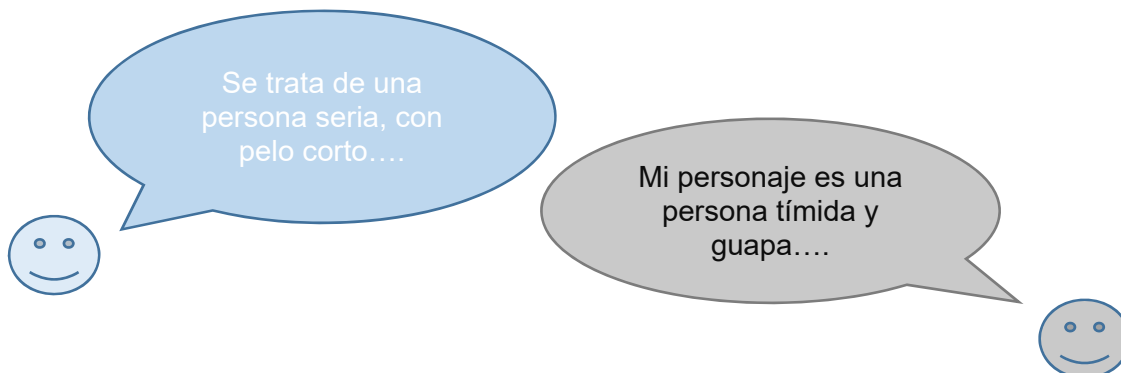 Se trata de una
persona seria, con
pelo corto….
Mi personaje es una
persona tímida y
guapa….